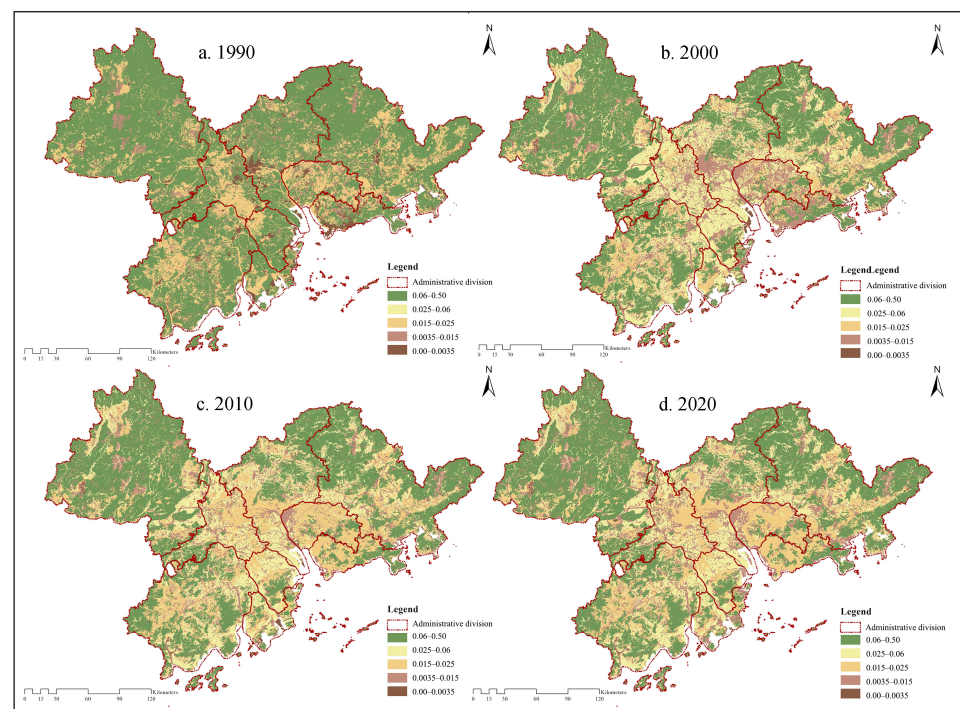 a. 1990
N
Legend
Administrative division
0.06–0.50
0.025–0.06
0.015–0.025
0.0035–0.015
0.00–0.0035
Kilometers
0 15 30 60 90 120
b. 2000
N
LegendLegend
Administrative division
0.06–0.50
0.025–0.06
0.015–0.025
0.0035–0.015
0.00–0.0035
Kilometers
0 15 30 60 90 120
c. 2010
N
Legend
Administrative division
0.06–0.50
0.025–0.06
0.015–0.025
0.0035–0.015
0.00–0.0035
Kilometers
0 15 30 60 90 120
d. 2020
N
Legend
Administrative division
0.06–0.50
0.025–0.06
0.015–0.025
0.0035–0.015
0.00–0.0035
Kilometers
0 15 30 60 90 120